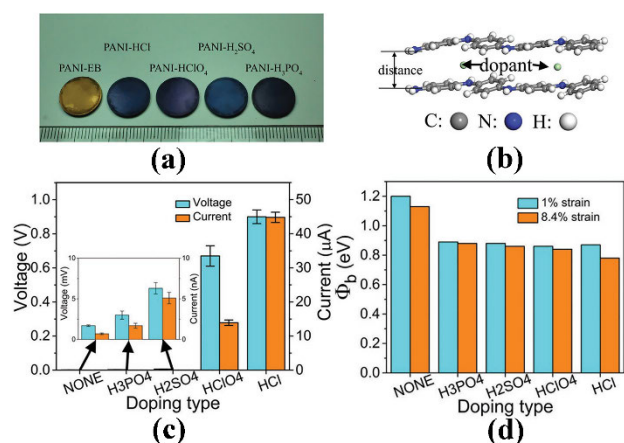 PANI-HCl PANI-H₂SO₄
PANI-EB PANI-HClO₄ PANI-H₃PO₄
(a)
distance
dopant
C: N: H:
(b)
Voltage (V)
1.0
0.8
0.6
0.4
0.2
0.0
Voltage
Current
Current (μA)
50
40
30
20
10
0
Voltage (mV)
10
5
0
Current (nA)
10
5
0
NONE H3PO4 H2SO4 HClO4 HCl
Doping type
(c)
Φb (eV)
1.2
1.0
0.8
0.6
0.4
0.2
0.0
1% strain
8.4% strain
NONE H3PO4 H2SO4 HClO4 HCl
Doping type
(d)